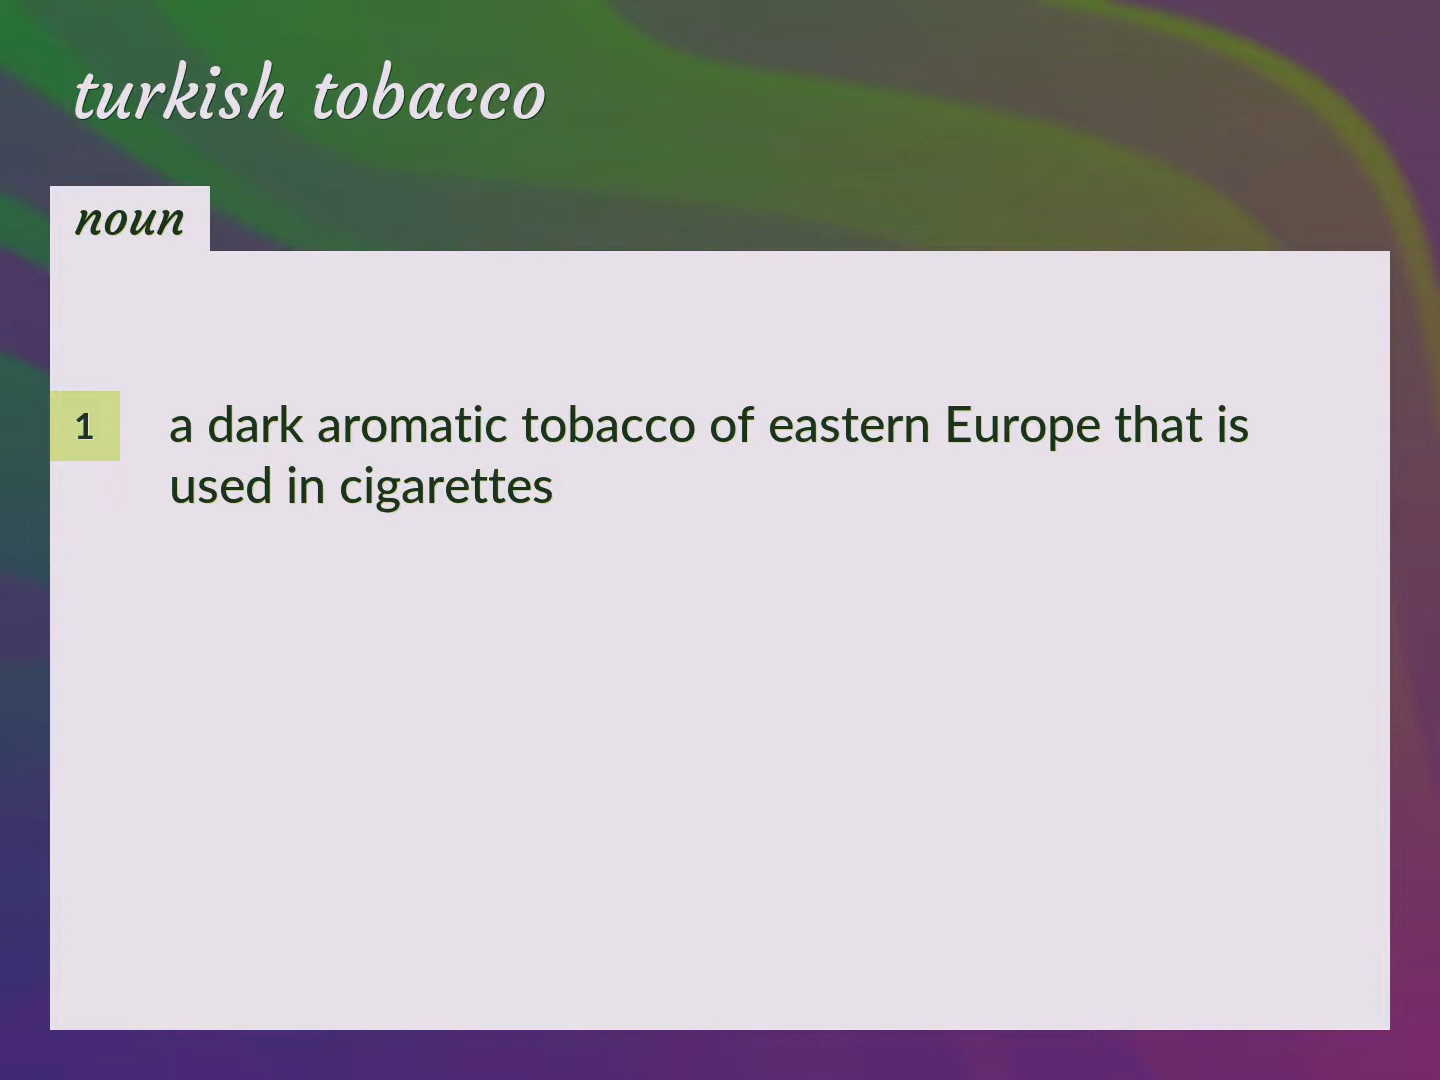 turkish tobacco
noun
1
a dark aromatic tobacco of eastern Europe that is
used in cigarettes